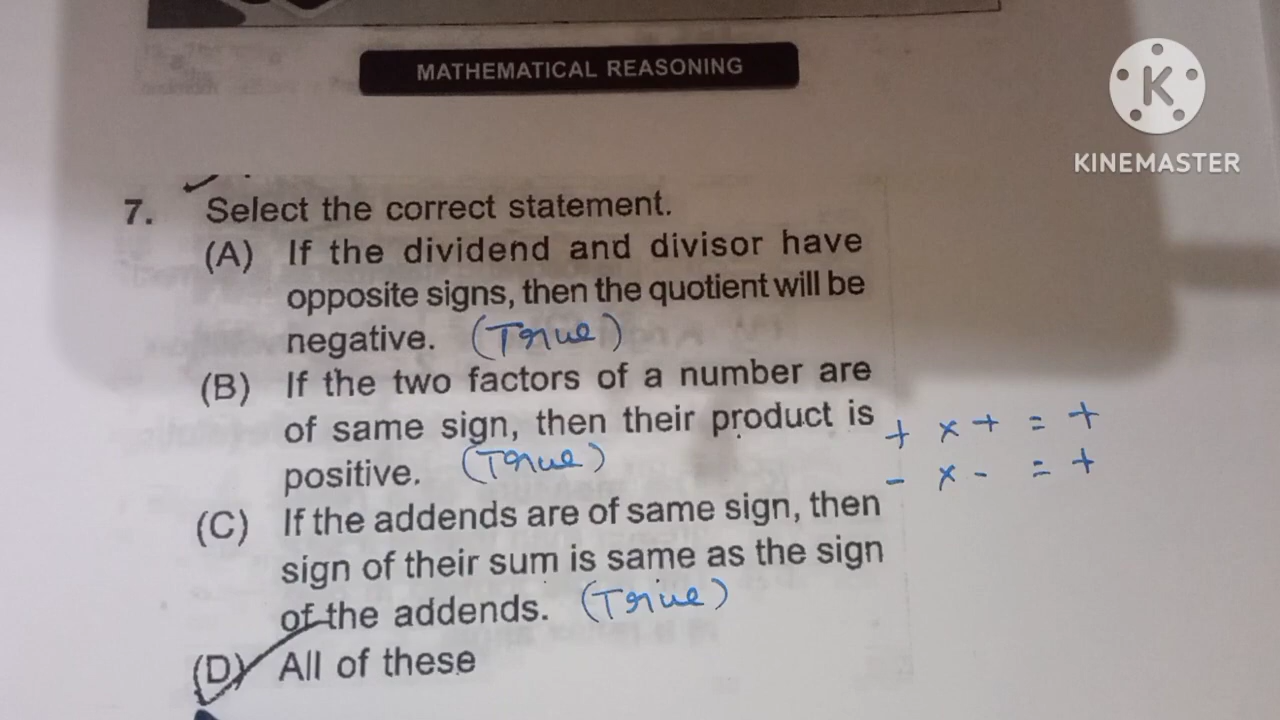 MATHEMATICAL REASONING
K
KINEMASTER
7. Select the correct statement.
(A) If the dividend and divisor have
opposite signs, then the quotient will be
negative. (True)
(B) If the two factors of a number are
of same sign, then their product is + × + = +
positive. (True) - × - = +
(C) If the addends are of same sign, then
sign of their sum is same as the sign
of the addends. (True)
(D) All of these